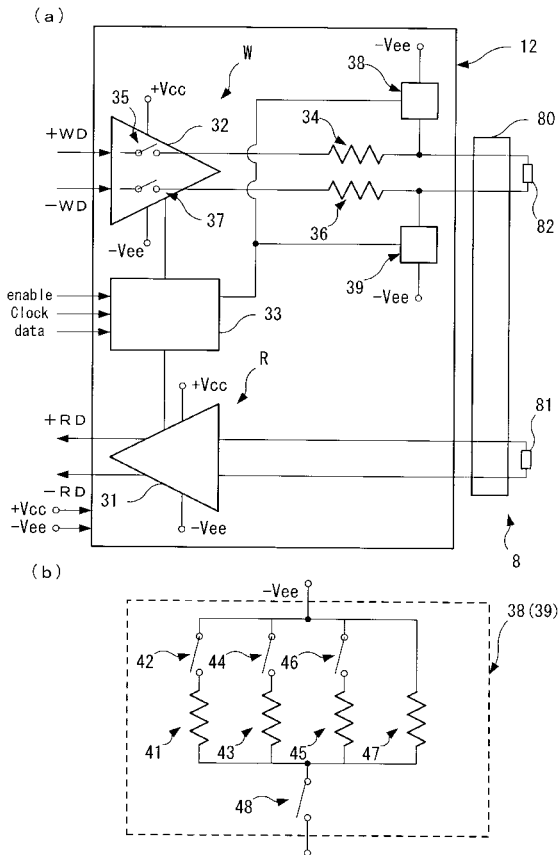 (a)
-Vee
12
38
W
+Vcc
35
32
34
80
+WD
-WD
37
36
82
-Vee
39
-Vee
enable
Clock
data
33
R
+Vcc
+RD
-RD
31
-Vee
81
+Vcc
-Vee
8
(b)
-Vee
38(39)
42
44
46
41
43
45
47
48